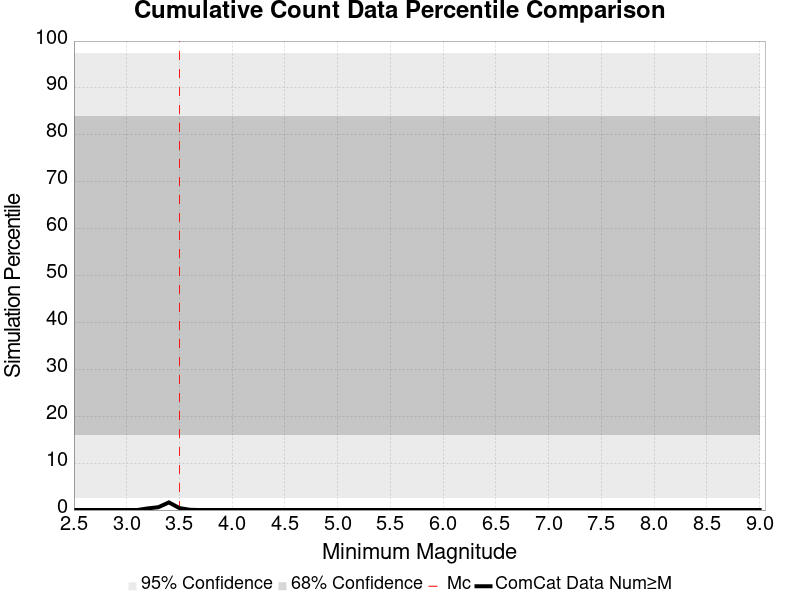 Cumulative Count Data Percentile Comparison
100
90
80
70
60
50
40
30
20
10
0
Simulation Percentile
2.5 3.0 3.5 4.0 4.5 5.0 5.5 6.0 6.5 7.0 7.5 8.0 8.5 9.0
Minimum Magnitude
95% Confidence 68% Confidence Mc ComCat Data Num≥M